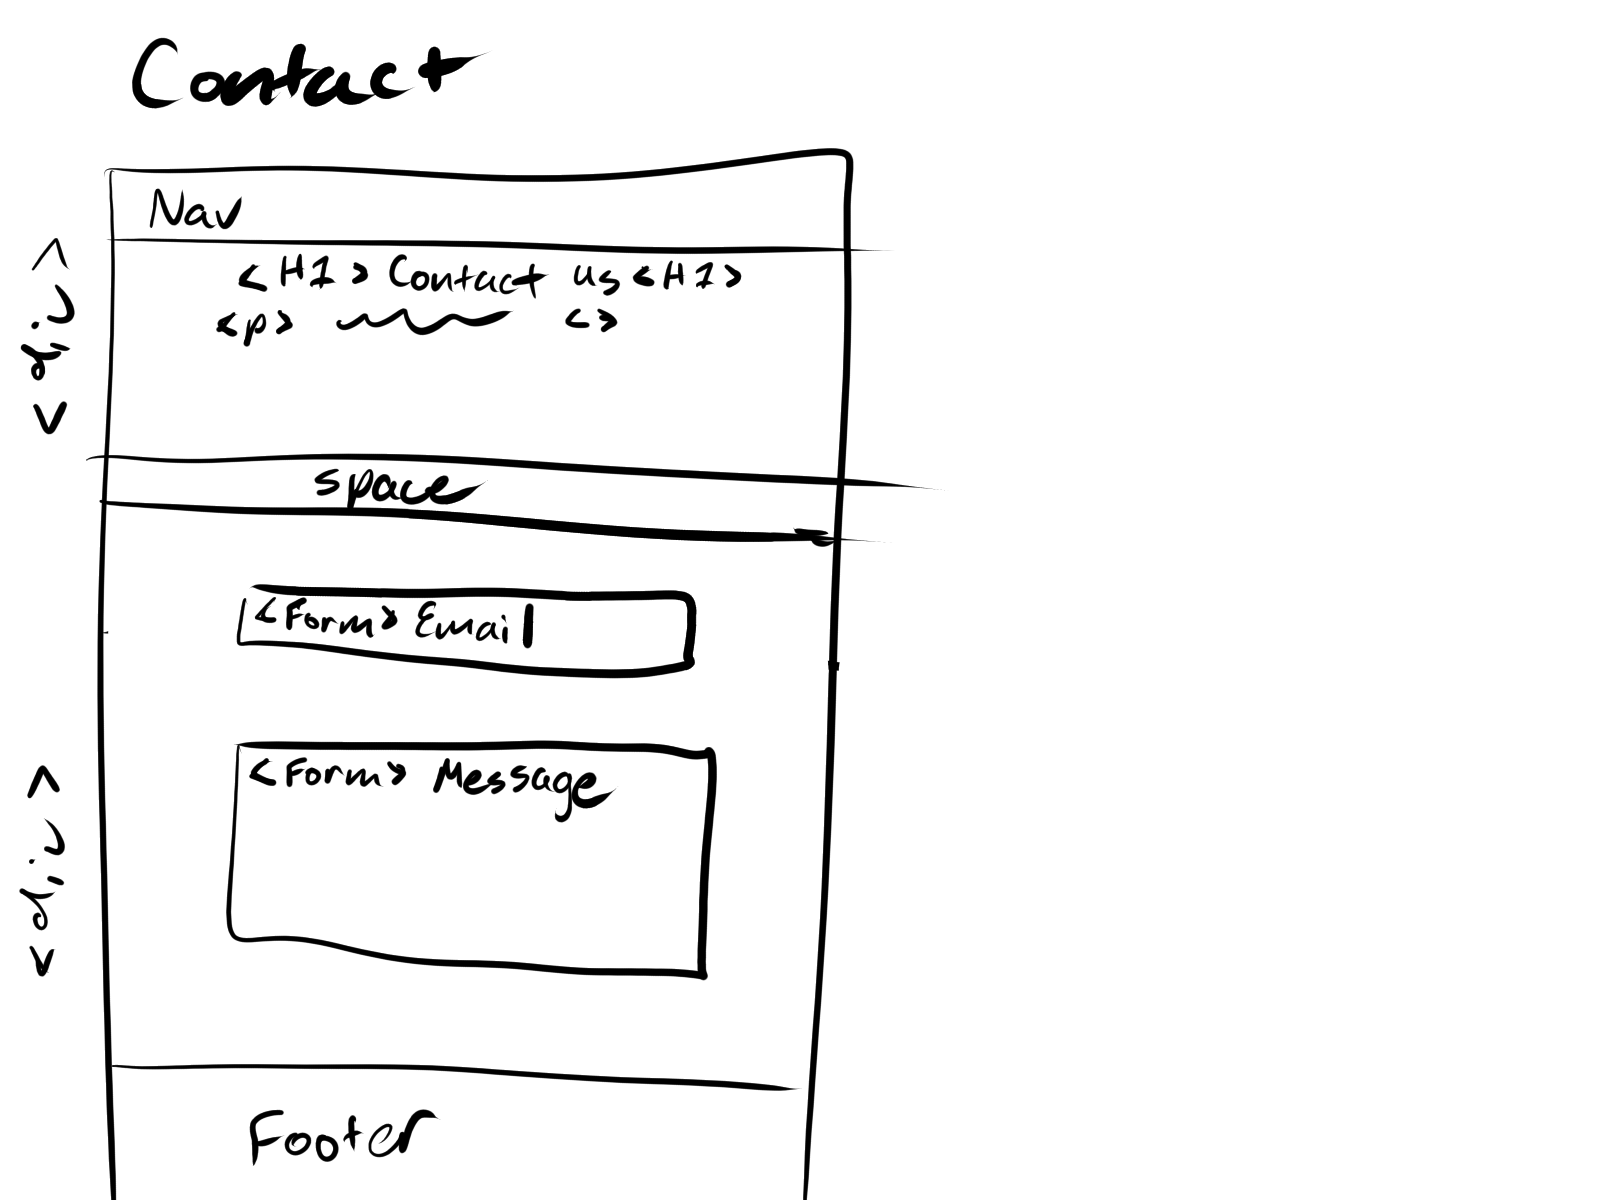 Contact
Nav
<div>
<H1> Contact us <H1>
<p> <>
space
<Form> Email
<div>
<Form> Message
Footer